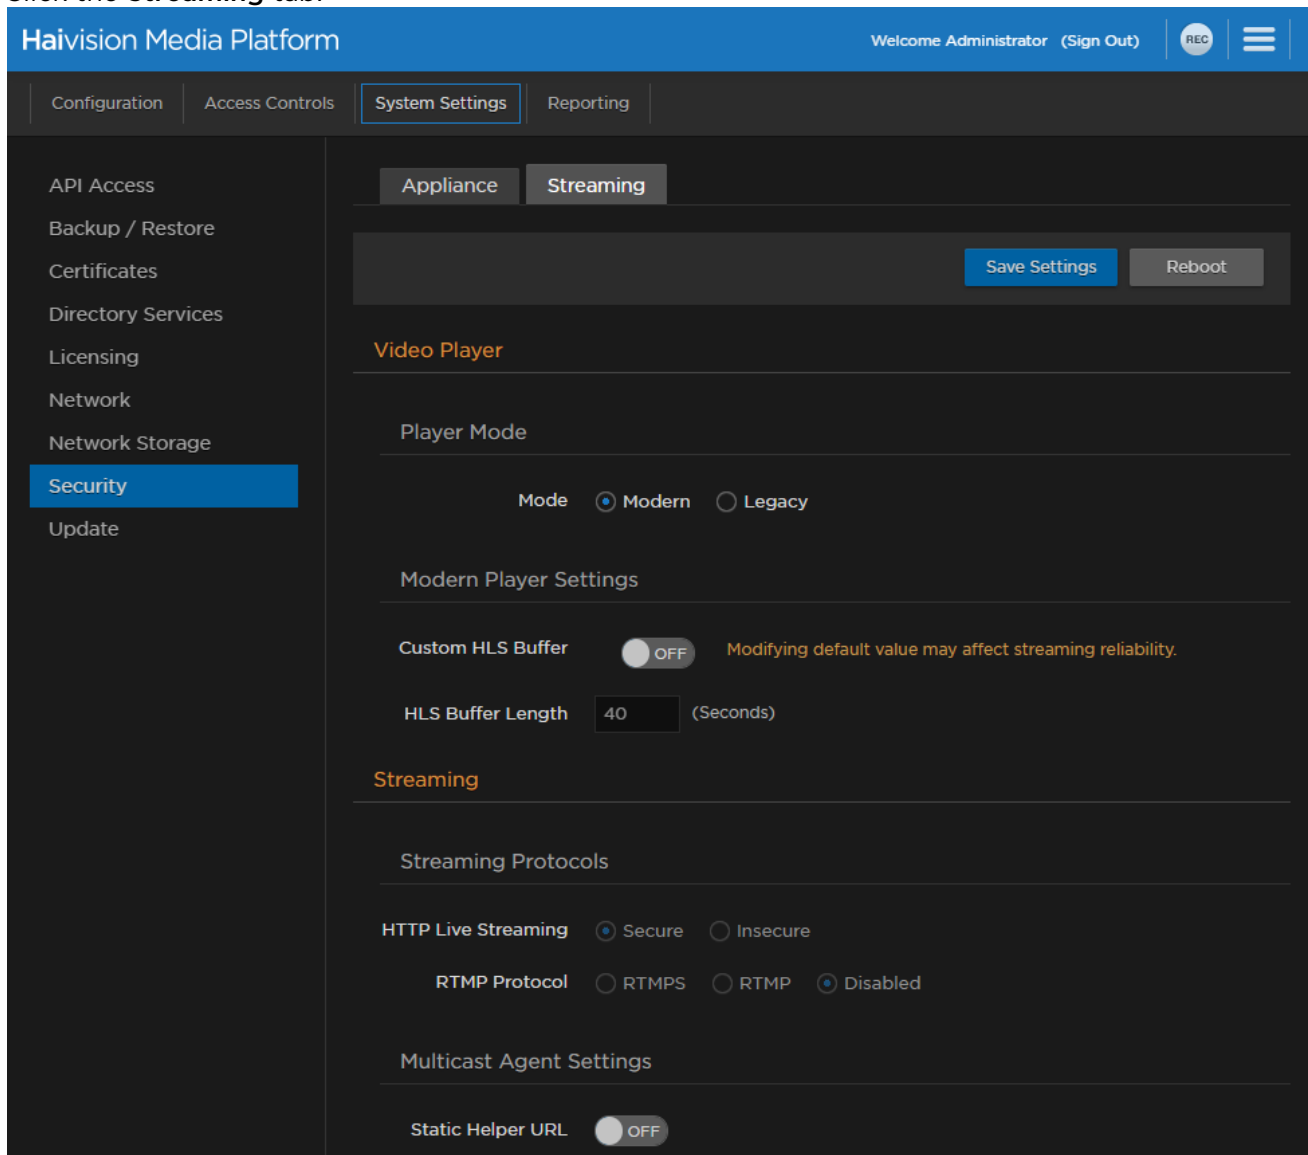 Click the Streaming tab.
Haivision Media Platform
Welcome Administrator (Sign Out)
REC
Configuration Access Controls System Settings Reporting
API Access
Backup / Restore
Certificates
Directory Services
Licensing
Network
Network Storage
Security
Update
Appliance Streaming
Save Settings Reboot
Video Player
Player Mode
Mode Modern Legacy
Modern Player Settings
Custom HLS Buffer OFF Modifying default value may affect streaming reliability.
HLS Buffer Length 40 (Seconds)
Streaming
Streaming Protocols
HTTP Live Streaming Secure Insecure
RTMP Protocol RTMPS RTMP Disabled
Multicast Agent Settings
Static Helper URL OFF